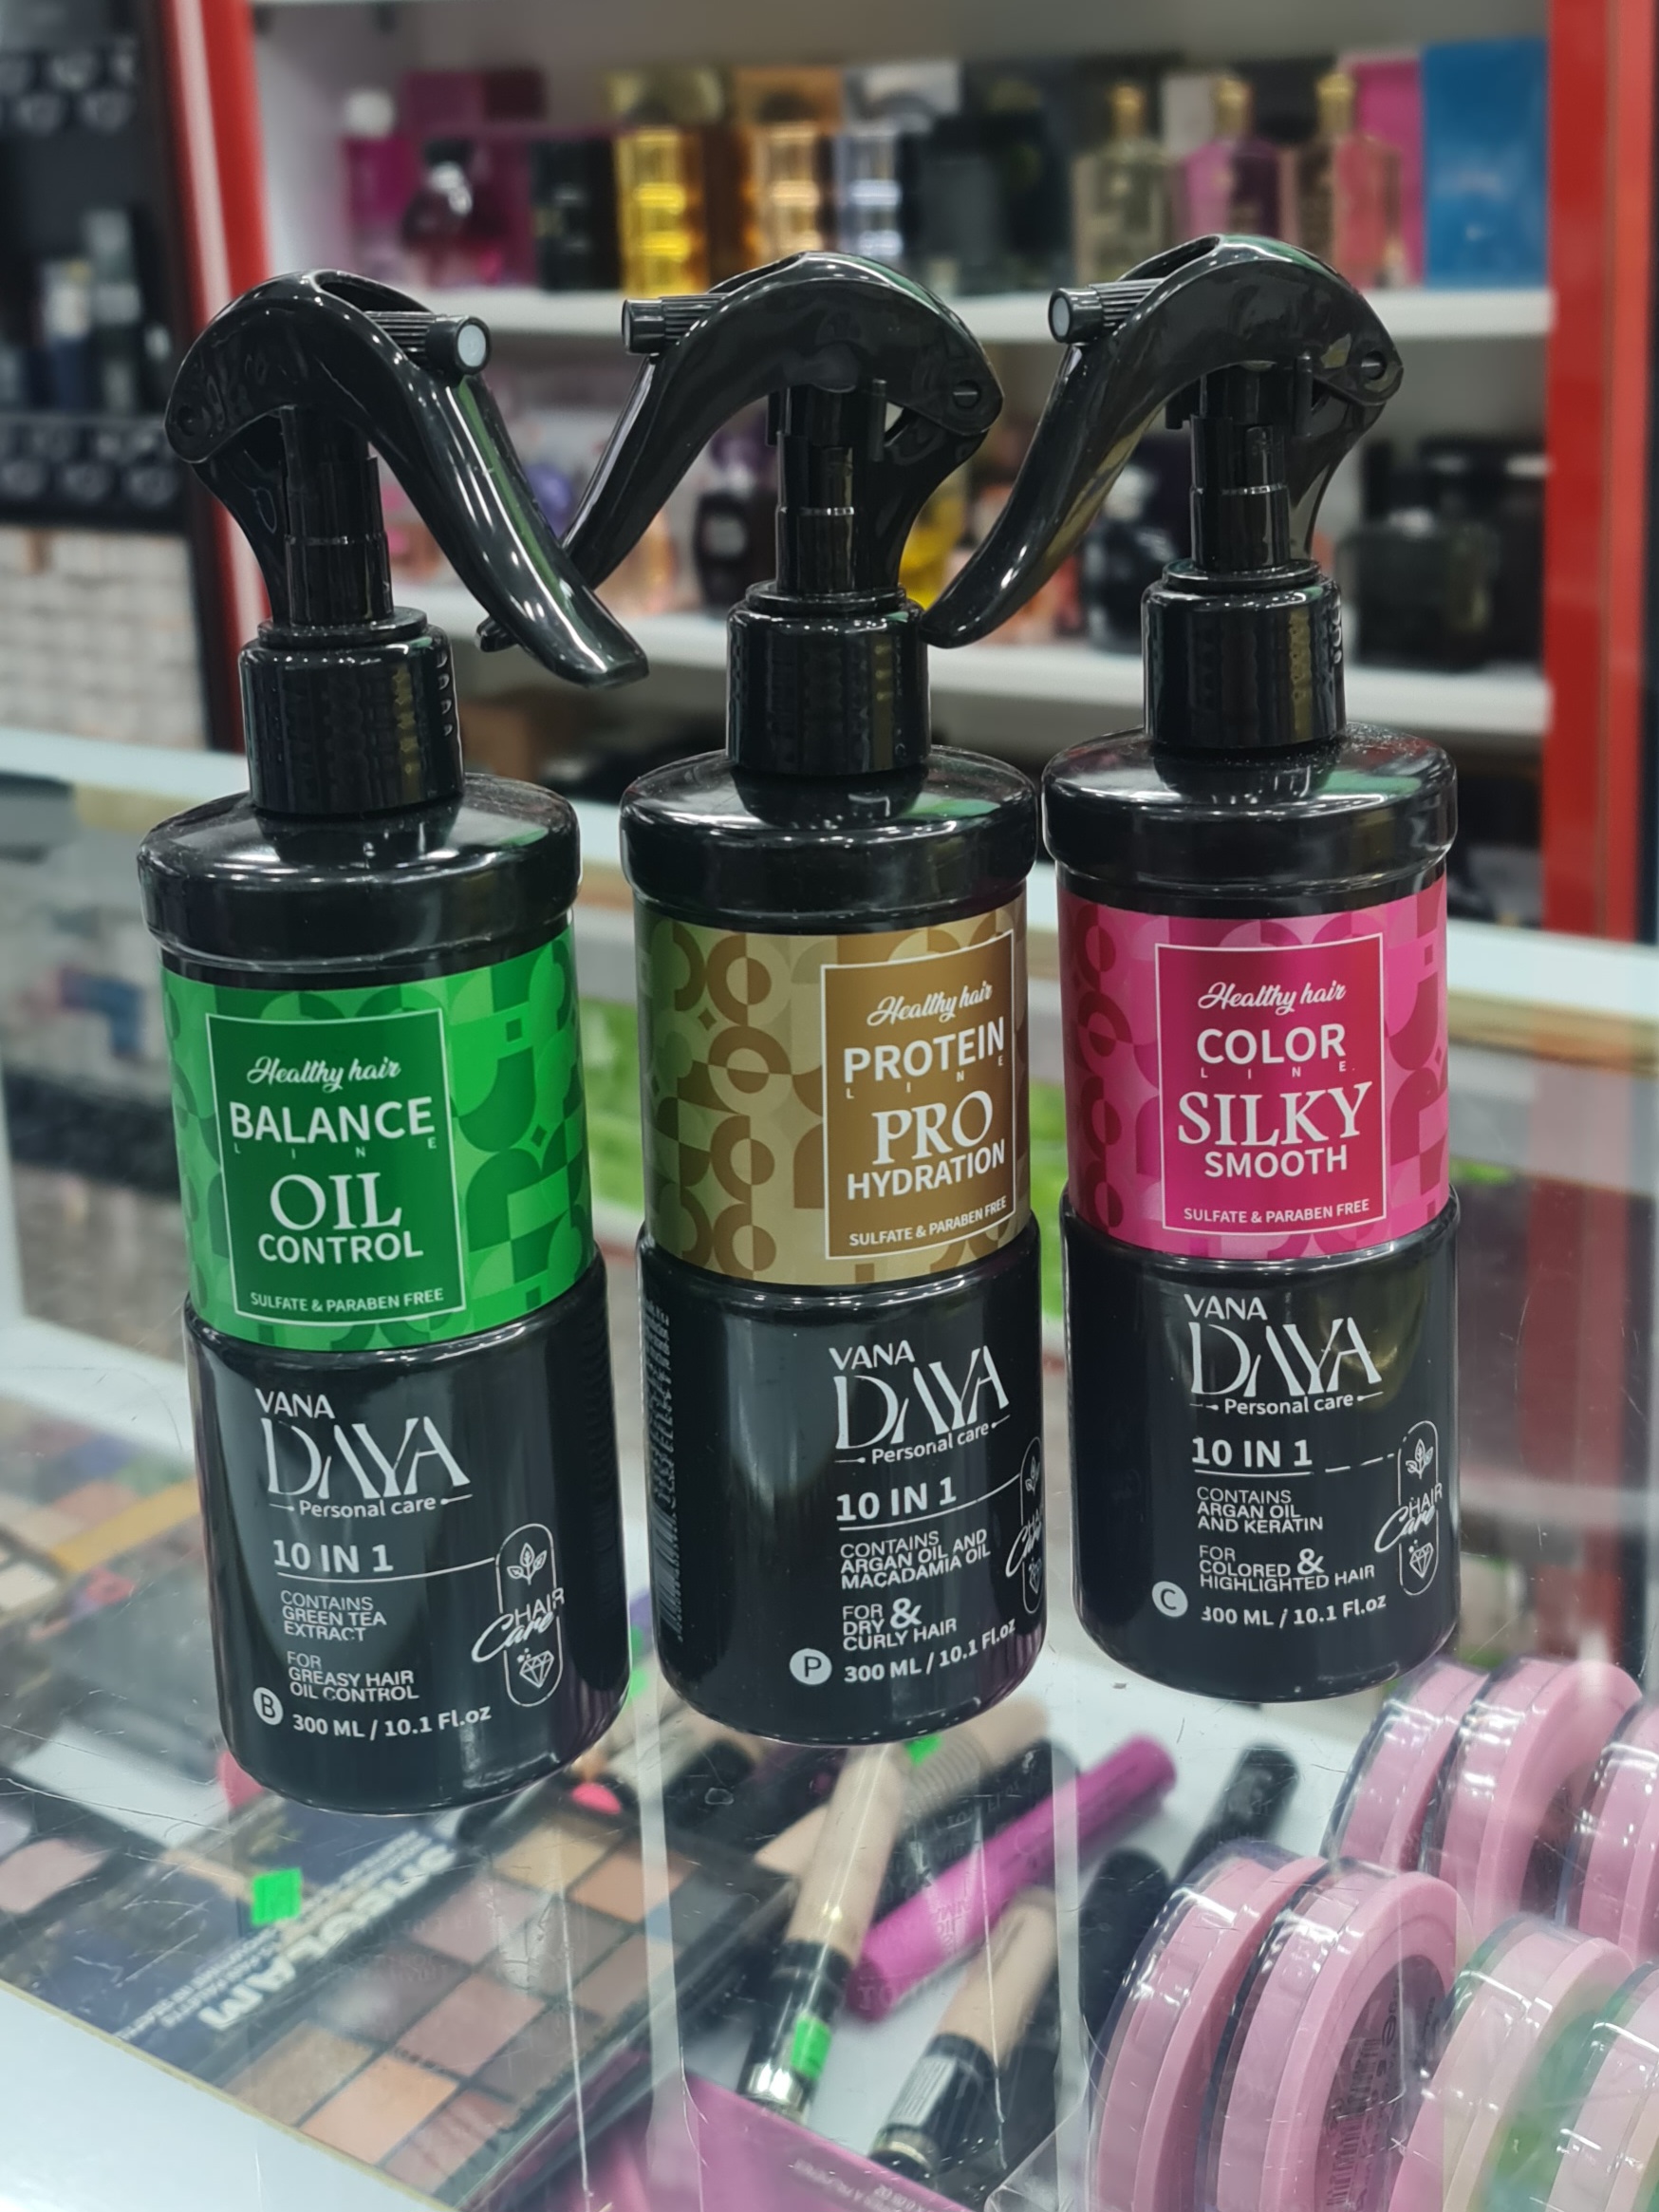 Healthy hair
BALANCE
LINE
OIL
CONTROL
SULFATE & PARABEN FREE
VANA
DAYA
Personal care
10 IN 1
CONTAINS
GREEN TEA
EXTRACT
FOR
GREASY HAIR
OIL CONTROL
B
300 ML / 10.1 Fl.oz
HAIR
Care
Healthy hair
PROTEIN
LINE
PRO
HYDRATION
SULFATE & PARABEN FREE
VANA
DAYA
Personal care
10 IN 1
CONTAINS
ARGAN OIL AND
MACADAMIA OIL
FOR
DRY &
CURLY HAIR
P
300 ML / 10.1 Fl.oz
Healthy hair
COLOR
LINE
SILKY
SMOOTH
SULFATE & PARABEN FREE
VANA
DAYA
Personal care
10 IN 1
CONTAINS
ARGAN OIL
AND KERATIN
FOR
COLORED &
HIGHLIGHTED HAIR
C
300 ML / 10.1 Fl.oz
HAIR
Care